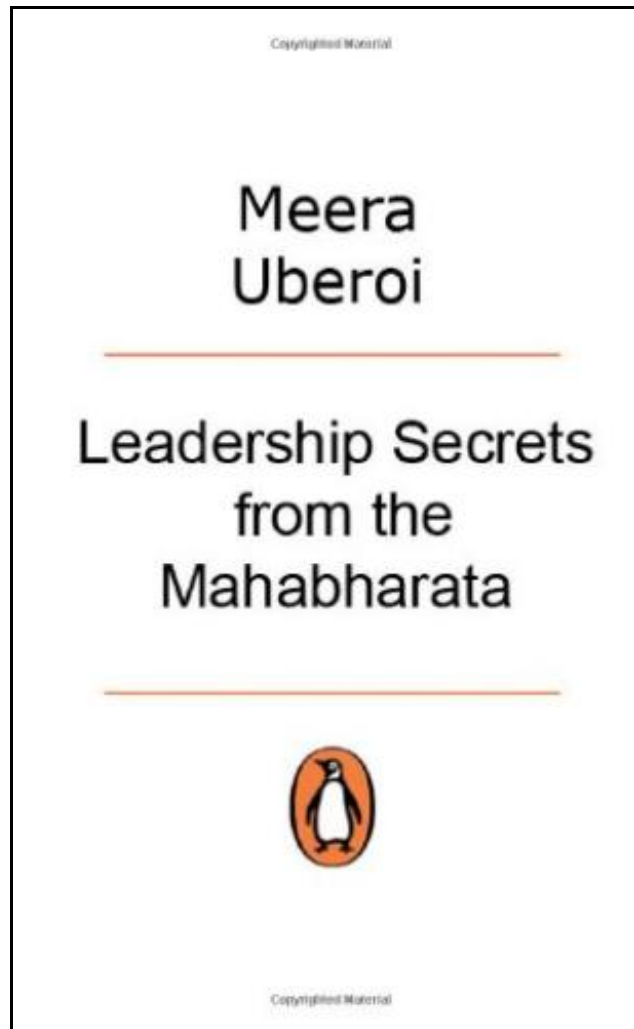 Copyrighted Material
Meera
Uberoi
Leadership Secrets
from the
Mahabharata
Copyrighted Material